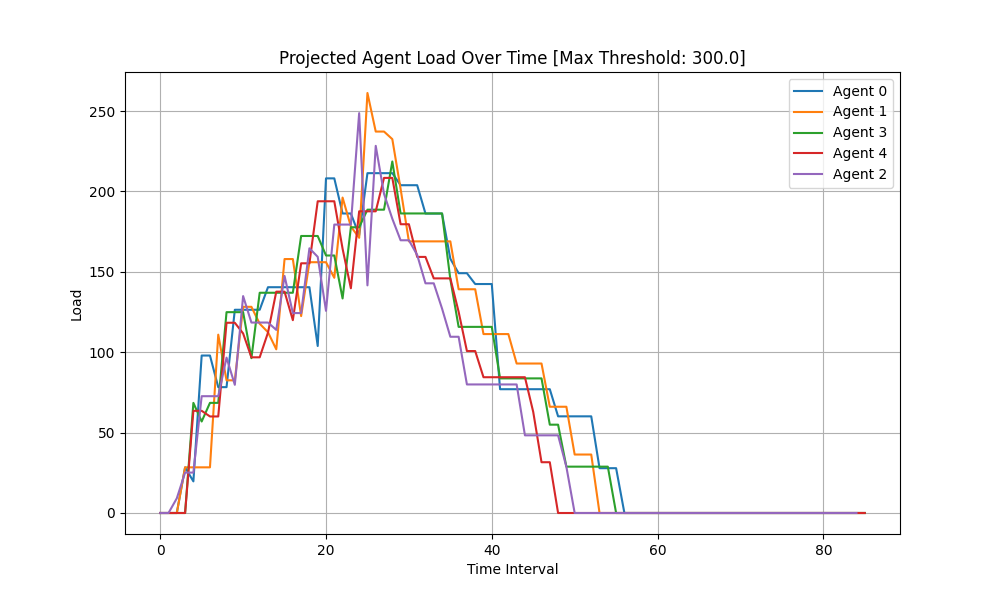 Projected Agent Load Over Time [Max Threshold: 300.0]
Agent 0
Agent 1
Agent 3
Agent 4
Agent 2
250
200
150
100
50
0
Load
0 20 40 60 80
Time Interval